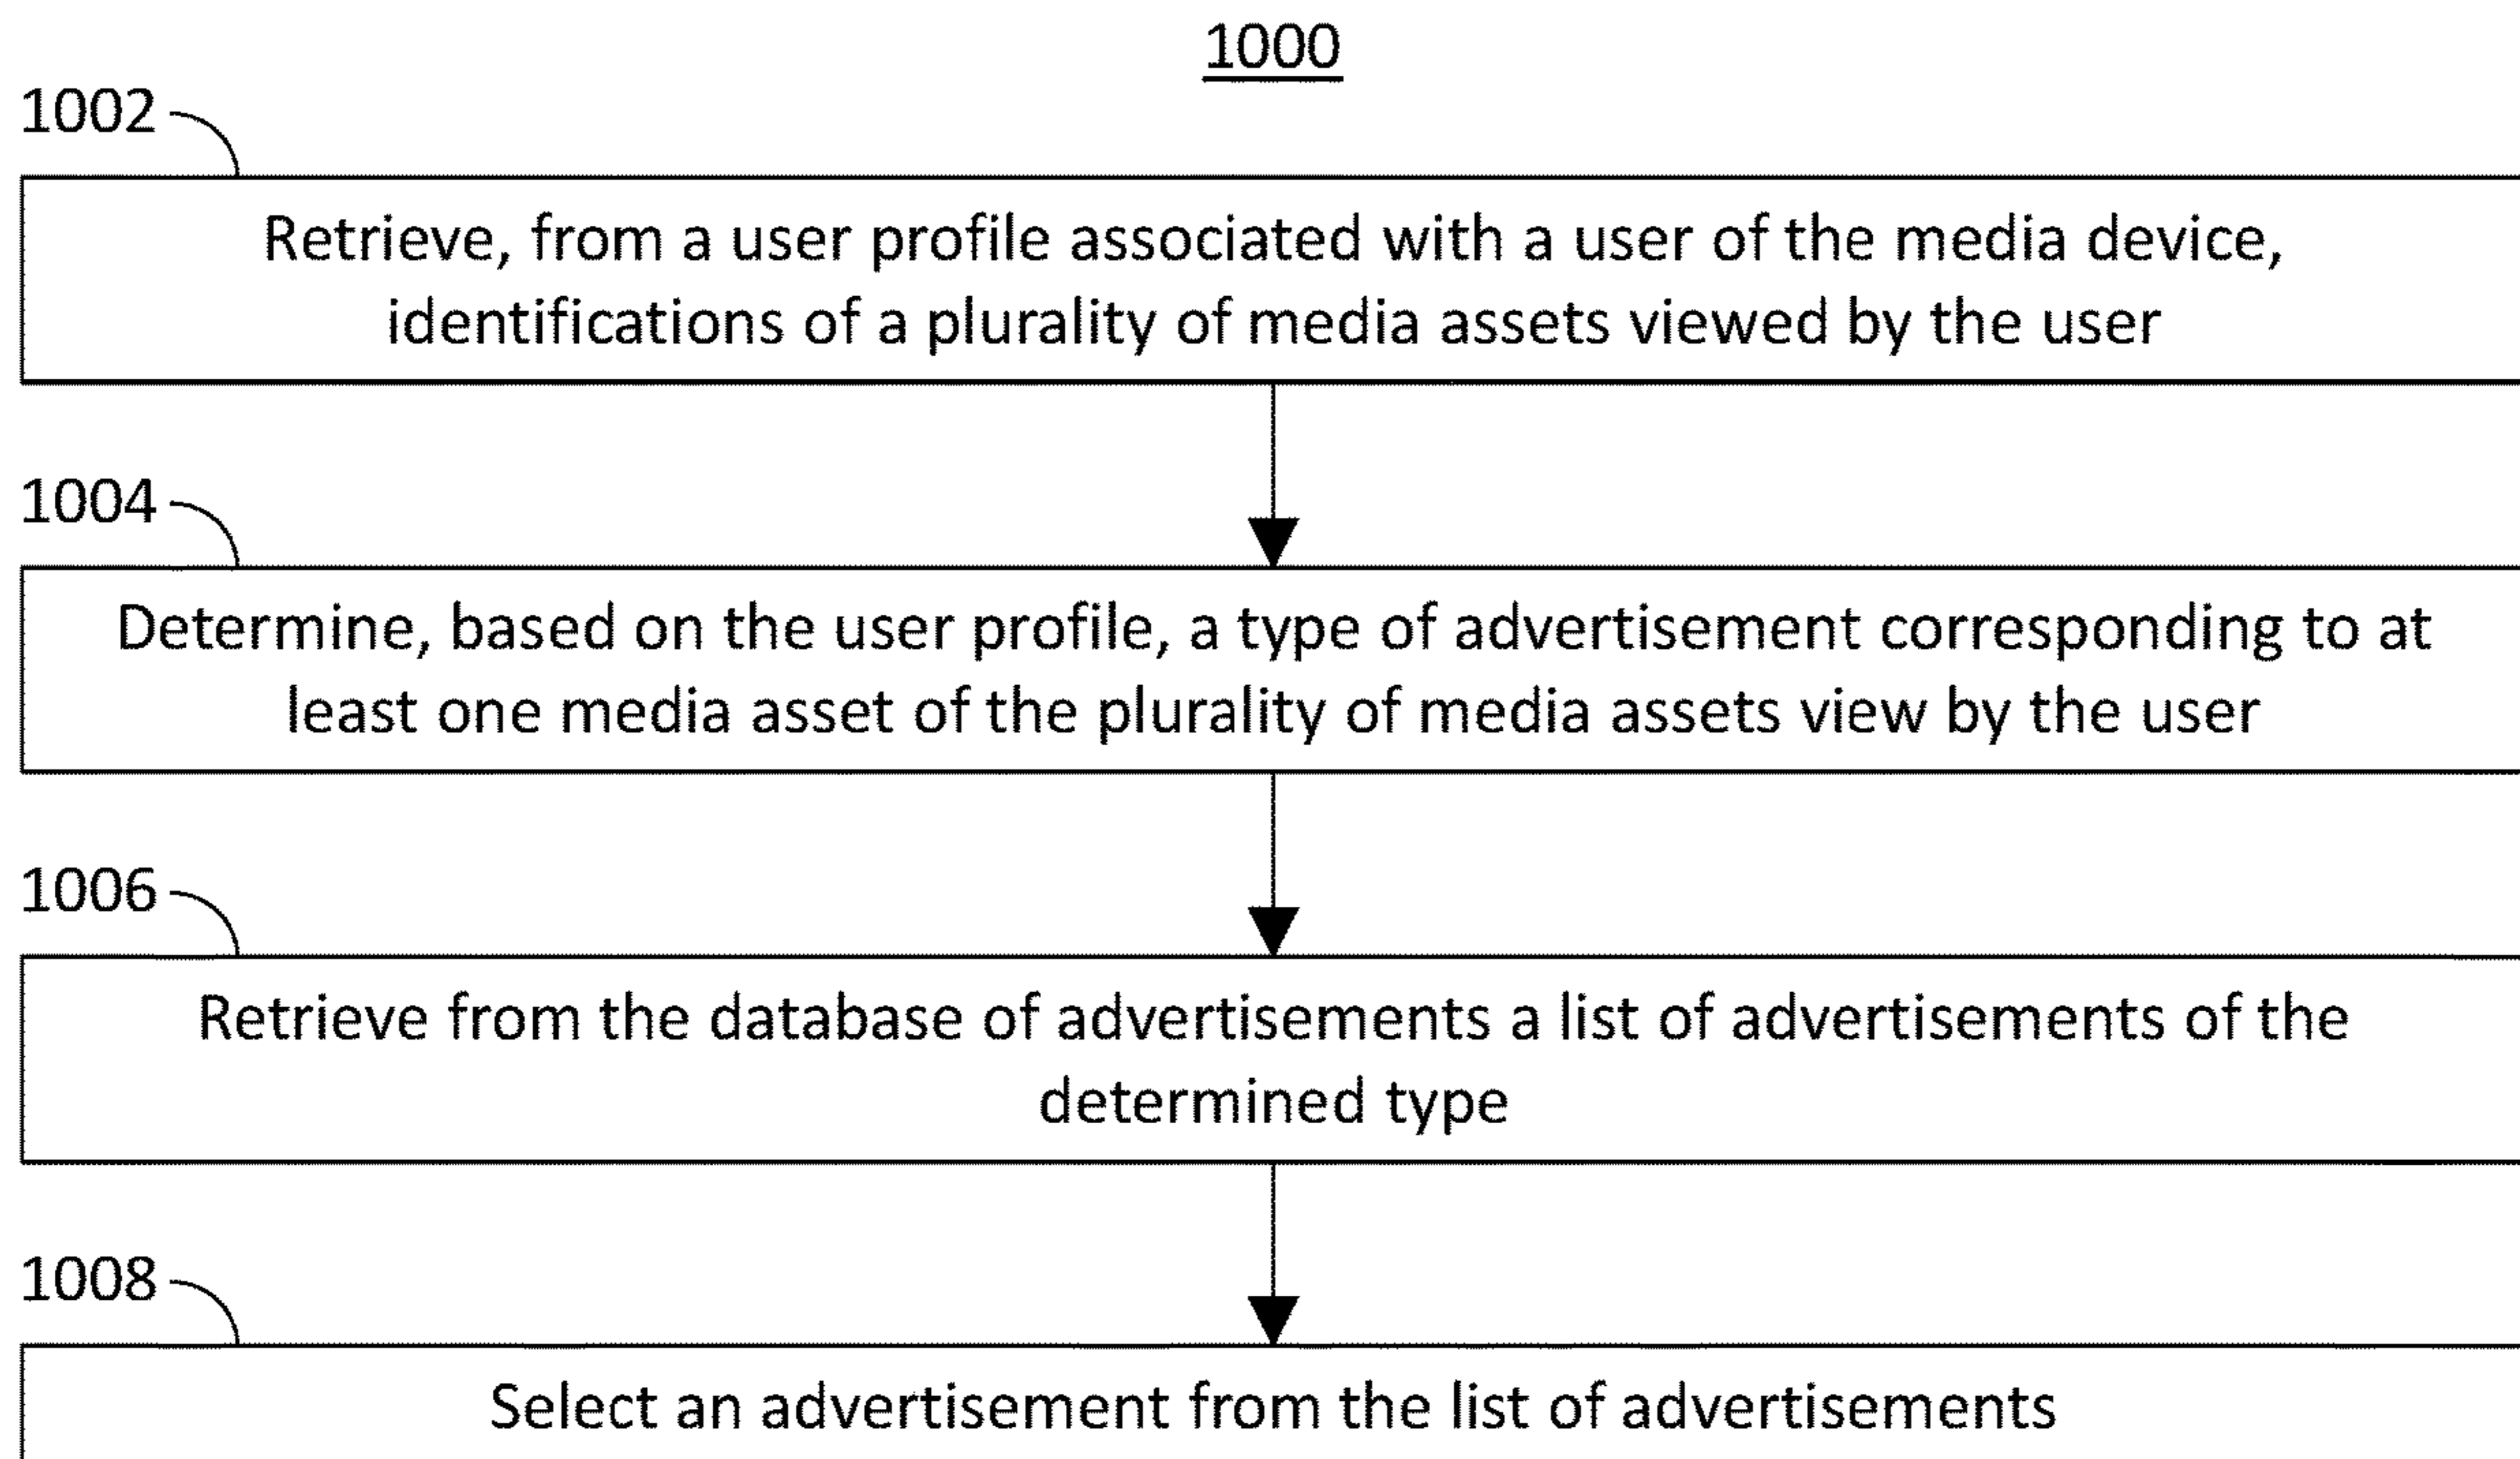 1000
1002
Retrieve, from a user profile associated with a user of the media device,
identifications of a plurality of media assets viewed by the user
1004
Determine, based on the user profile, a type of advertisement corresponding to at
least one media asset of the plurality of media assets view by the user
1006
Retrieve from the database of advertisements a list of advertisements of the
determined type
1008
Select an advertisement from the list of advertisements